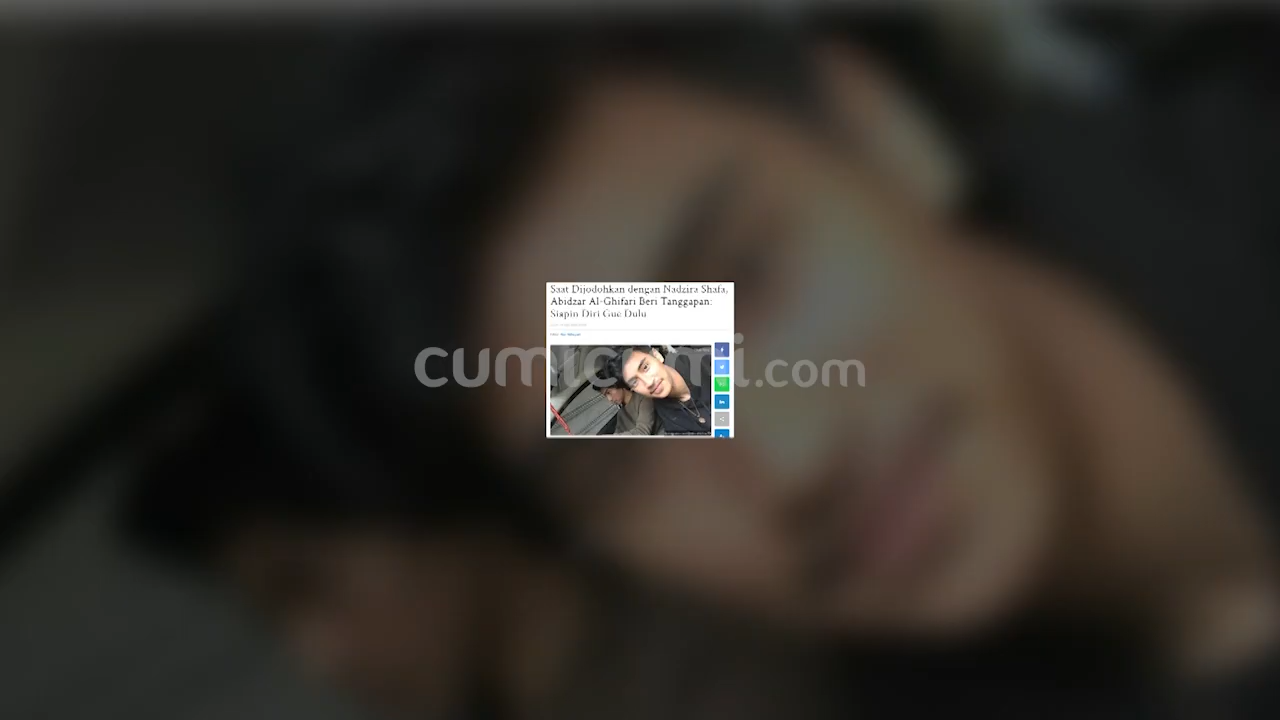 Saat Dijodohkan dengan Nadzira Shafa,
Abidzar Al-Ghifari Beri Tanggapan:
Siapin Diri Gue Dulu
cumicumi.com